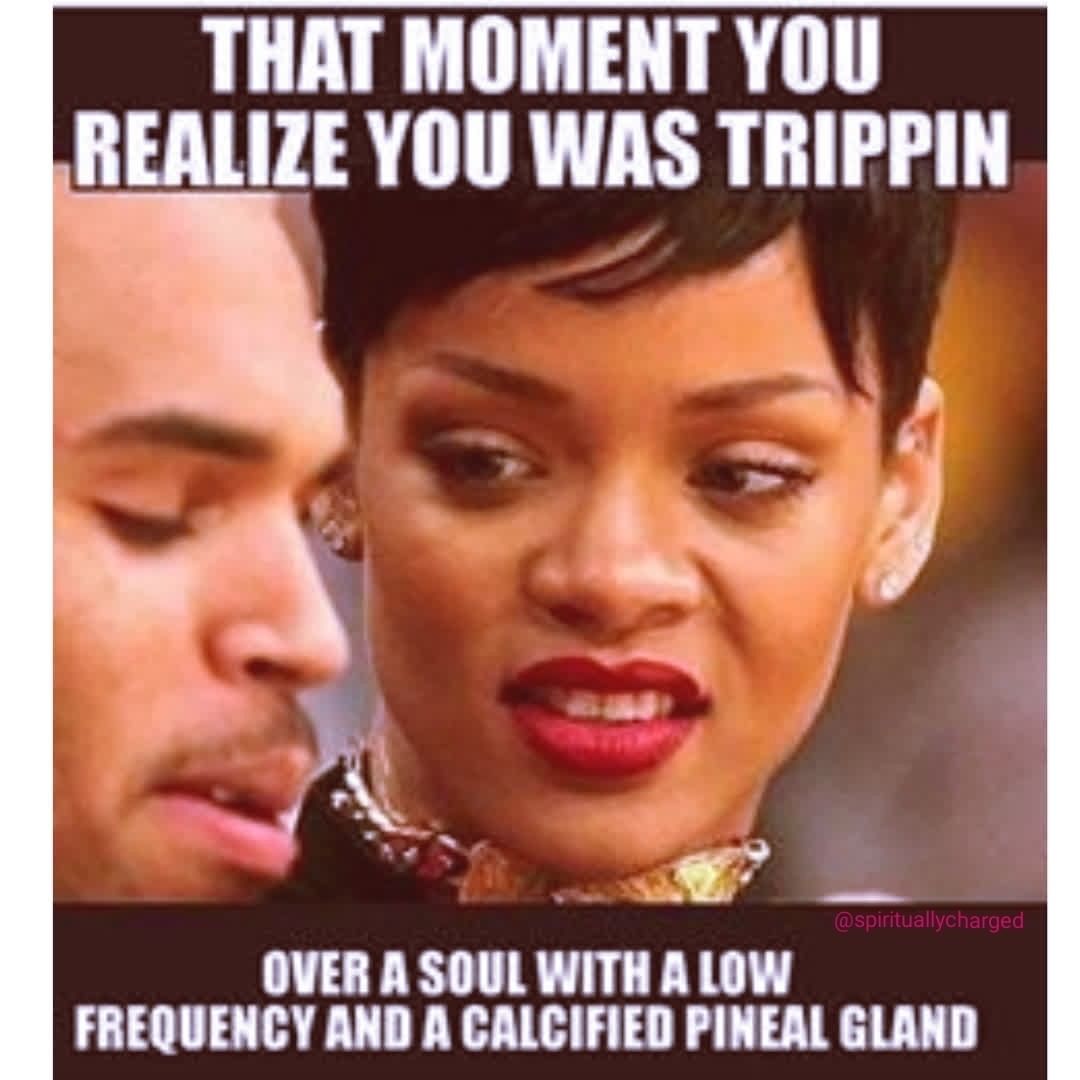 THAT MOMENT YOU
REALIZE YOU WAS TRIPPIN
@spirituallycharged
OVER A SOUL WITH A LOW
FREQUENCY AND A CALCIFIED PINEAL GLAND